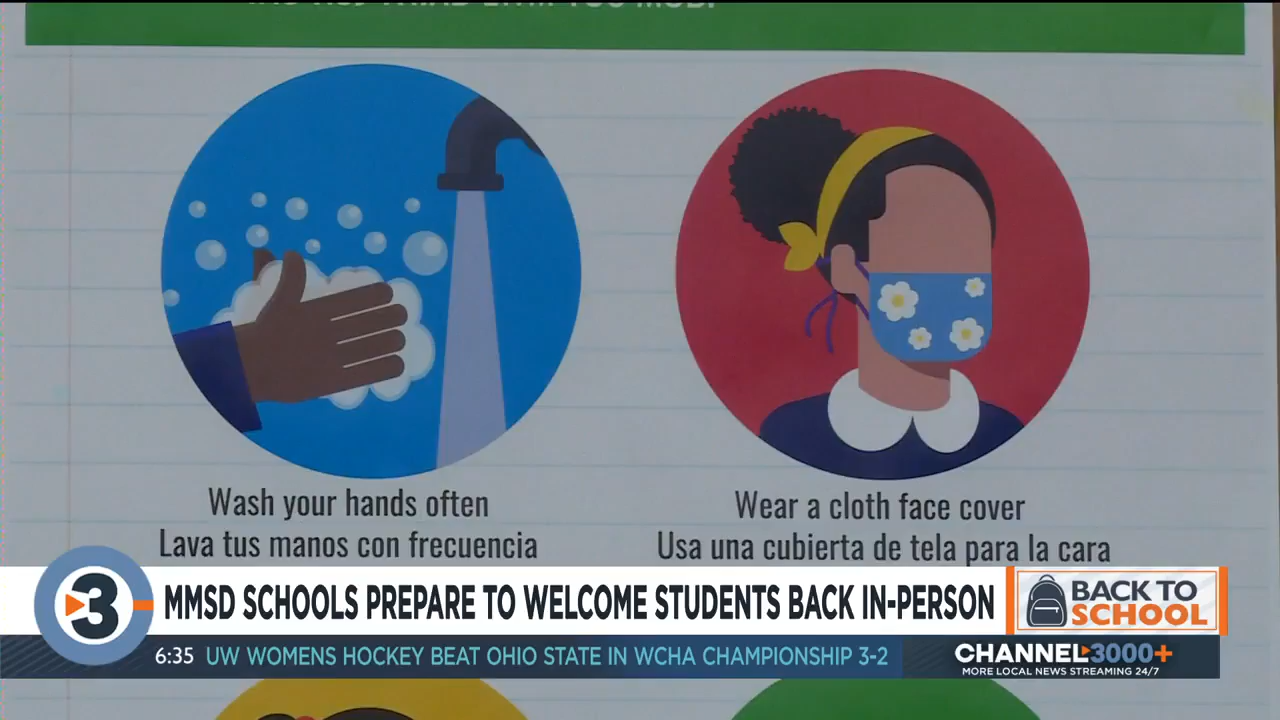 Wash your hands often
Lava tus manos con frecuencia
Wear a cloth face cover
Usa una cubierta de tela para la cara
3
MMSD SCHOOLS PREPARE TO WELCOME STUDENTS BACK IN-PERSON
BACK TO
SCHOOL
6:35 UW WOMENS HOCKEY BEAT OHIO STATE IN WCHA CHAMPIONSHIP 3-2
CHANNEL3000+
MORE LOCAL NEWS STREAMING 24/7